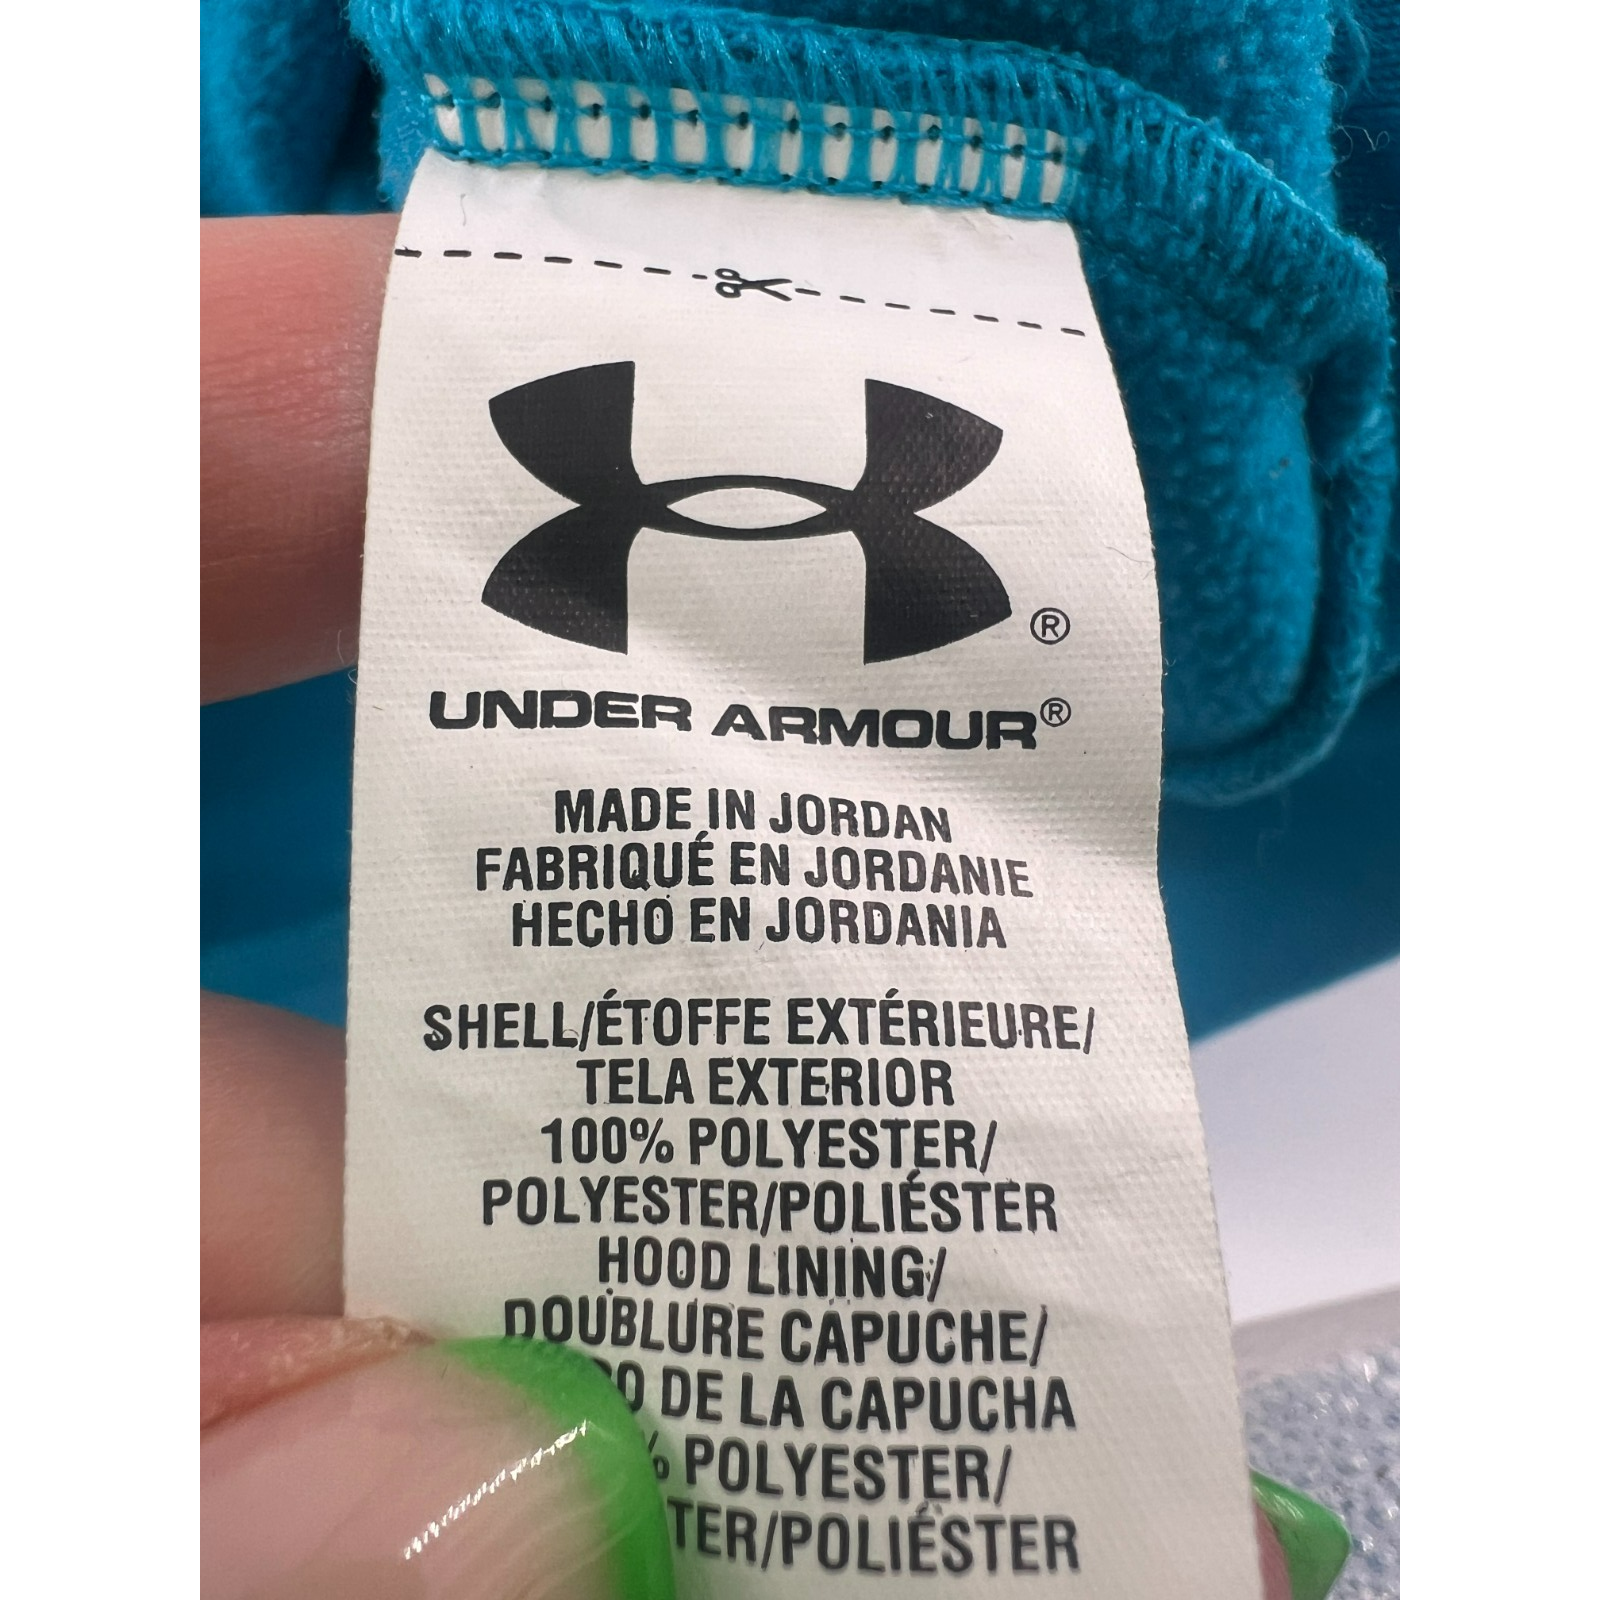 ®
UNDER ARMOUR®
MADE IN JORDAN
FABRIQUÉ EN JORDANIE
HECHO EN JORDANIA
SHELL/ÉTOFFE EXTÉRIEURE/
TELA EXTERIOR
100% POLYESTER/
POLYESTER/POLIÉSTER
HOOD LINING/
DOUBLURE CAPUCHE/
DE LA CAPUCHA
% POLYESTER/
TER/POLIÉSTER